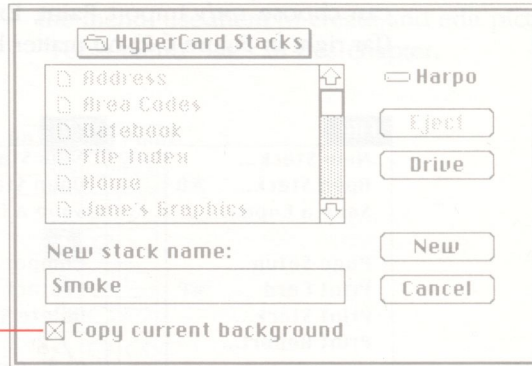 HyperCard Stacks
Address
Area Codes
Datebook
File Index
Home
Jane's Graphics
Harpo
Eject
Drive
New stack name:
Smoke
New
Cancel
Copy current background